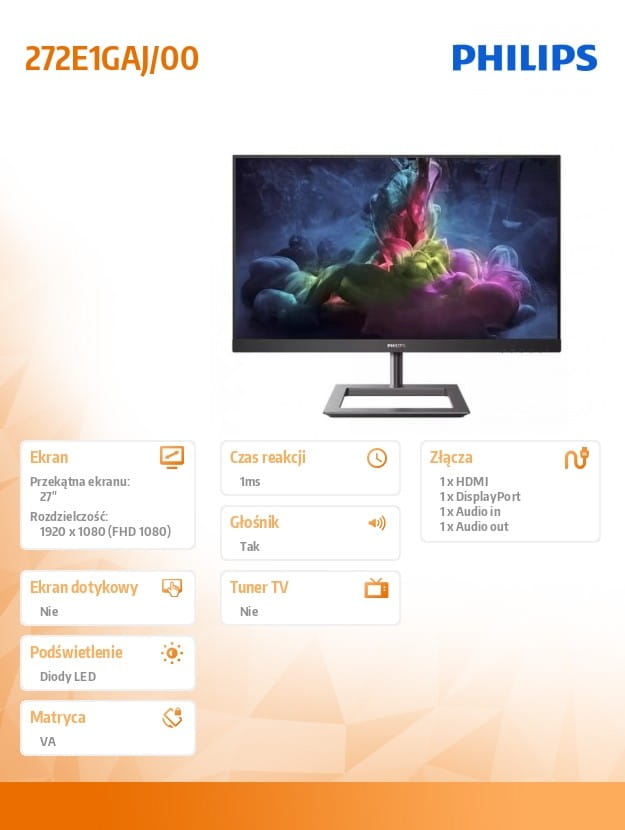 272E1GAJ/00
PHILIPS
PHILIPS
Ekran
Przekątna ekranu:
27"
Rozdzielczość:
1920 x 1080 (FHD 1080)
Czas reakcji
1ms
Głośnik
Tak
Złącza
1 x HDMI
1 x DisplayPort
1 x Audio in
1 x Audio out
Ekran dotykowy
Nie
Tuner TV
Nie
Podświetlenie
Diody LED
Matryca
VA